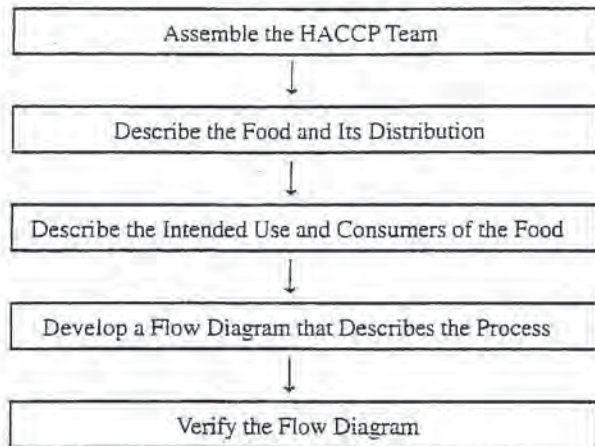 Assemble the HACCP Team
Describe the Food and Its Distribution
Describe the Intended Use and Consumers of the Food
Develop a Flow Diagram that Describes the Process
Verify the Flow Diagram